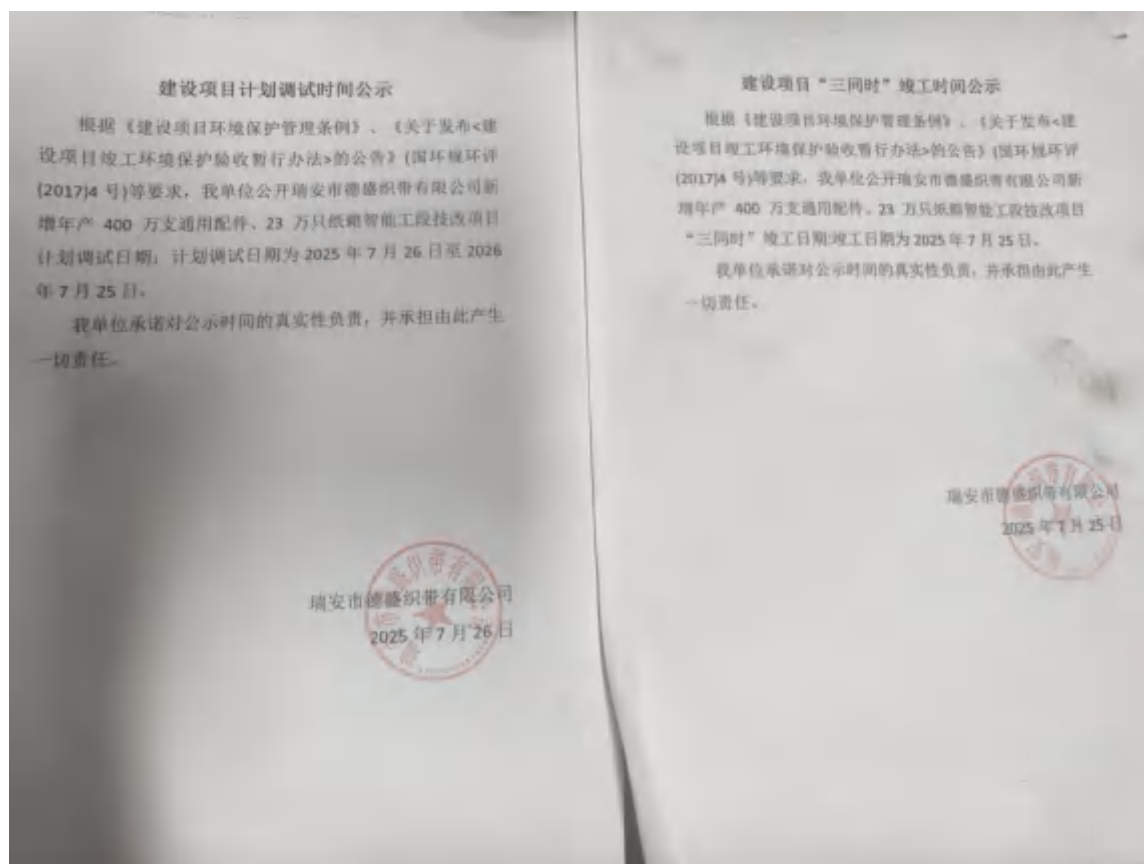 建设项目计划调试时间公示
根据《建设项目环境保护管理条例》、《关于发布<建
设项目竣工环境保护验收暂行办法>的公告》(国环规环评
(2017)4 号)等要求，我单位公开瑞安市德盛织带有限公司新
增年产 400 万支通用配件、23 万只纸箱智能工段技改项目
计划调试日期：计划调试日期为 2025 年 7 月 26 日至 2026
年 7 月 25 日。
我单位承诺对公示时间的真实性负责，并承担由此产生
一切责任。
瑞安市德盛织带有限公司
2025 年 7 月 26 日
建设项目“三同时”竣工时间公示
根据《建设项目环境保护管理条例》、《关于发布<建
设项目竣工环境保护验收暂行办法>的公告》(国环规环评
(2017)4 号)等要求，我单位公开瑞安市德盛织带有限公司新
增年产 400 万支通用配件、23 万只纸箱智能工段技改项目
“三同时”竣工日期:竣工日期为 2025 年 7 月 25 日。
我单位承诺对公示时间的真实性负责，并承担由此产生
一切责任。
瑞安市德盛织带有限公司
2025 年 7 月 25 日